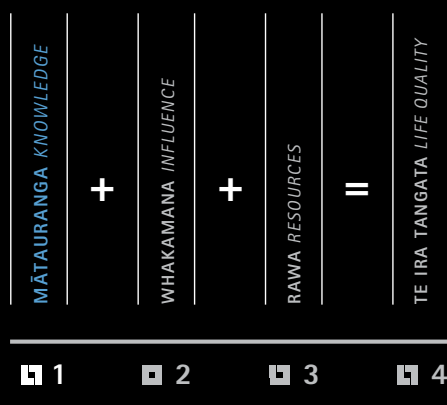 MĀTAURANGA KNOWLEDGE
+
WHAKAMANA INFLUENCE
+
RAWA RESOURCES
=
TE IRA TANGATA LIFE QUALITY
1
2
3
4